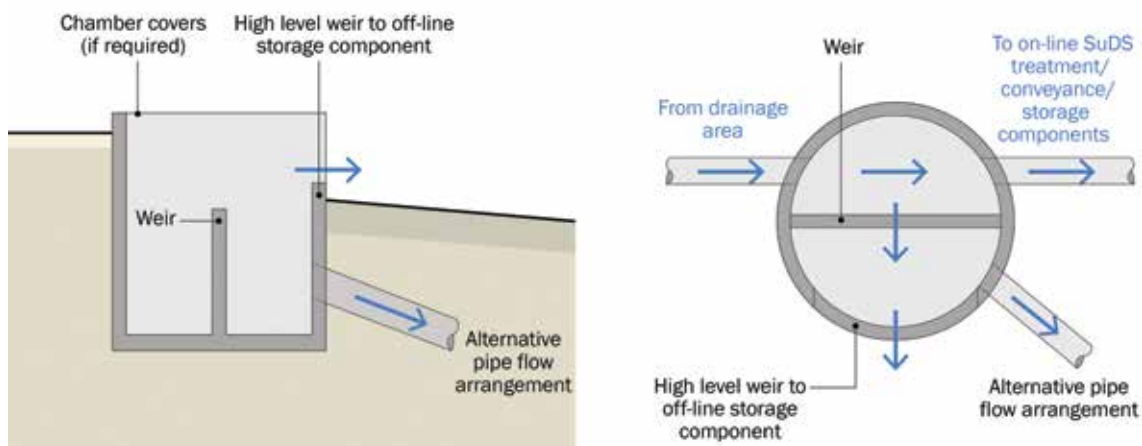 Chamber covers
(if required)
High level weir to off-line
storage component
Weir
Alternative
pipe flow
arrangement
Weir
To on-line SuDS
treatment/
conveyance/
storage
components
From drainage
area
High level weir to
off-line storage
component
Alternative pipe
flow arrangement